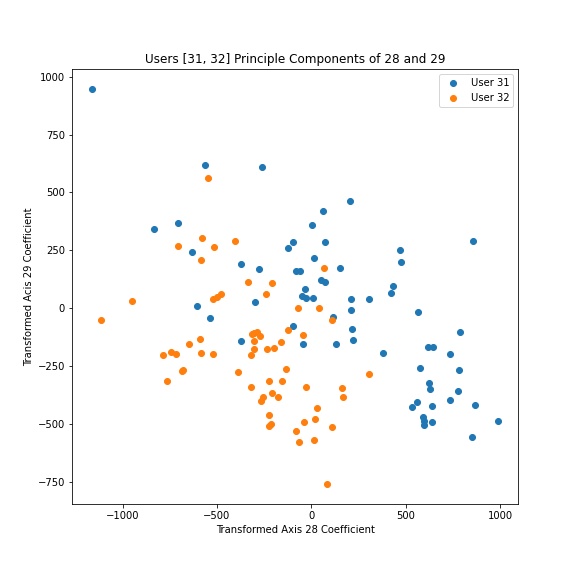 Users [31, 32] Principle Components of 28 and 29
User 31
User 32
1000
750
500
250
0
−250
−500
−750
Transformed Acis 29 Coefficient
−1000
−500
0
500
1000
Transformed Axis 28 Coefficient